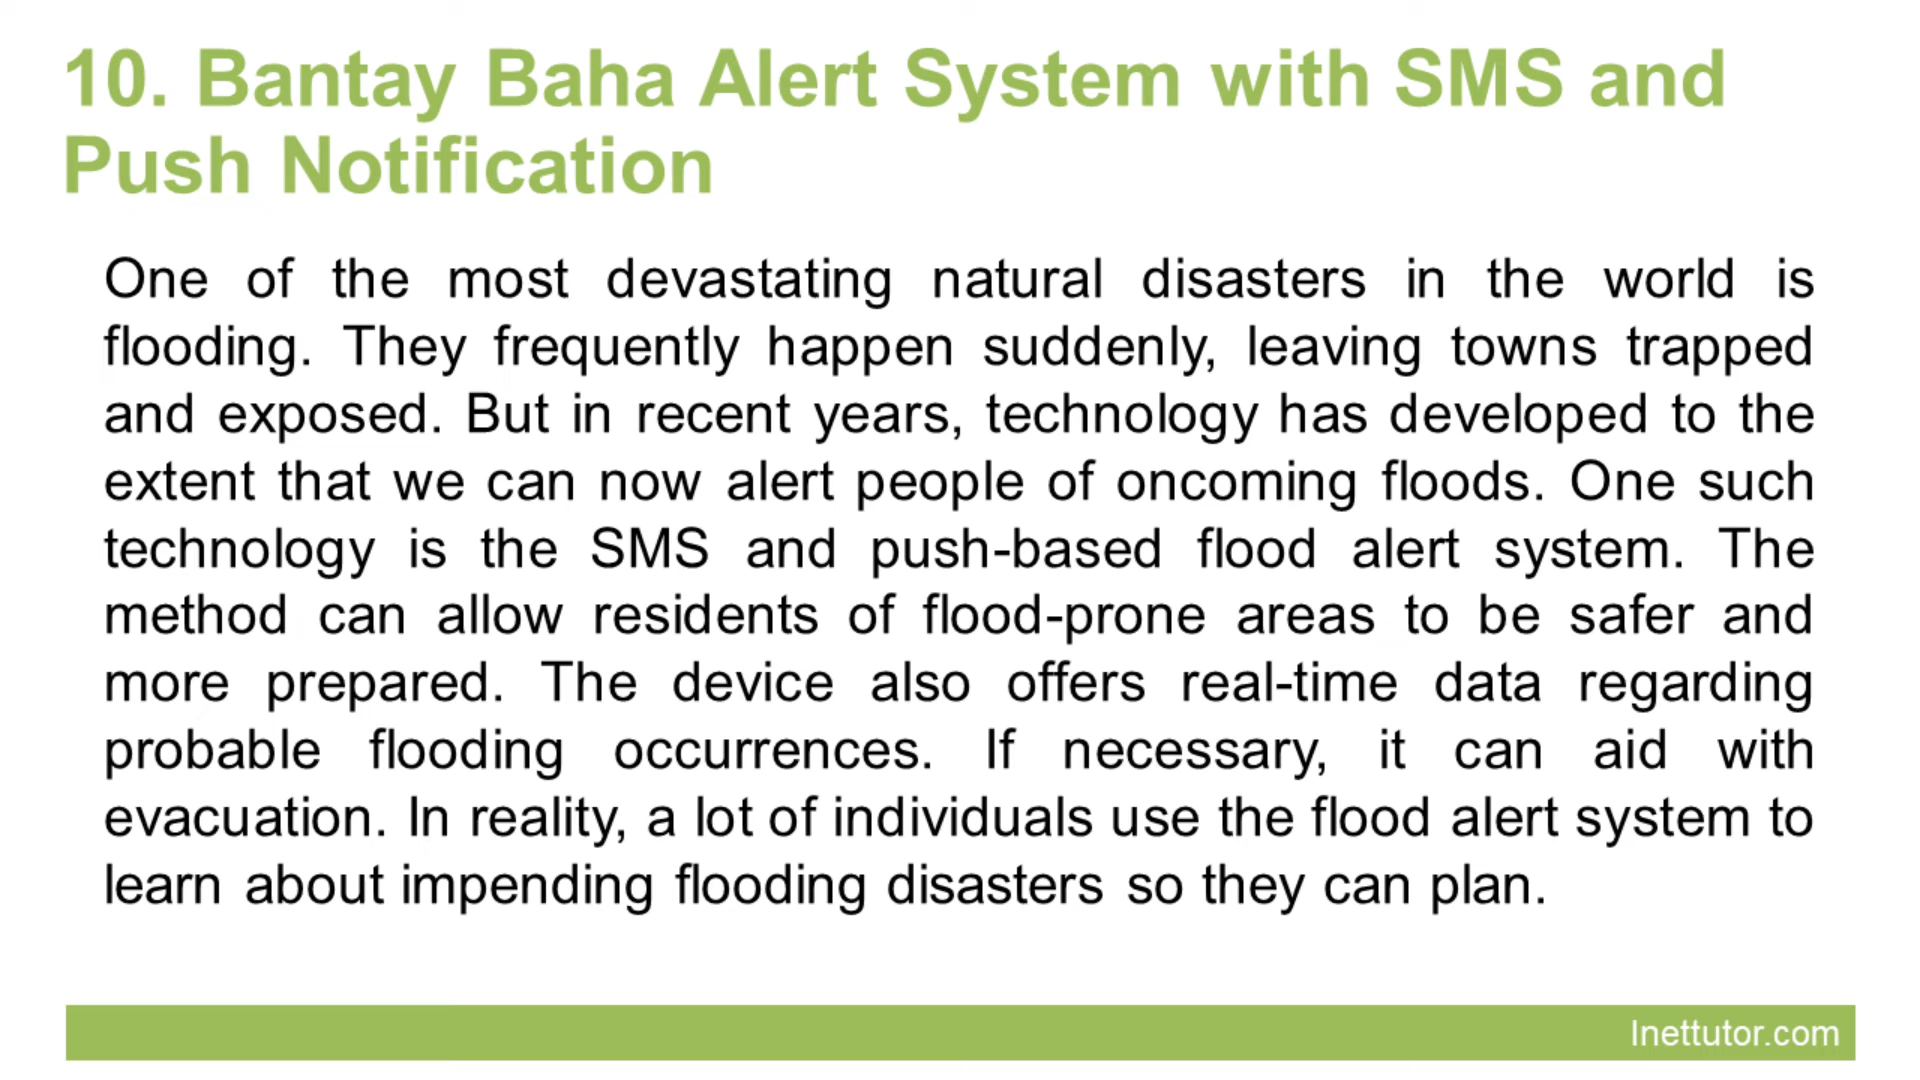 10. Bantay Baha Alert System with SMS and
Push Notification
One of the most devastating natural disasters in the world is
flooding. They frequently happen suddenly, leaving towns trapped
and exposed. But in recent years, technology has developed to the
extent that we can now alert people of oncoming floods. One such
technology is the SMS and push-based flood alert system. The
method can allow residents of flood-prone areas to be safer and
more prepared. The device also offers real-time data regarding
probable flooding occurrences. If necessary, it can aid with
evacuation. In reality, a lot of individuals use the flood alert system to
learn about impending flooding disasters so they can plan.
Inettutor.com